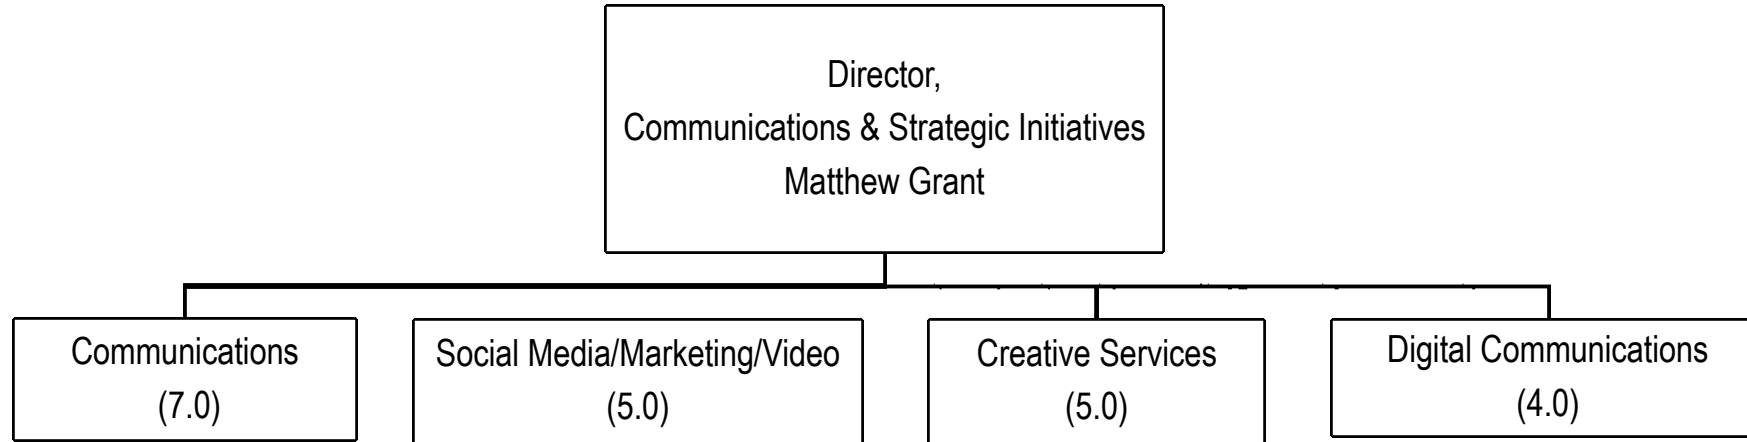 Director,
Communications & Strategic Initiatives
Matthew Grant
Communications
(7.0)
Social Media/Marketing/Video
(5.0)
Creative Services
(5.0)
Digital Communications
(4.0)